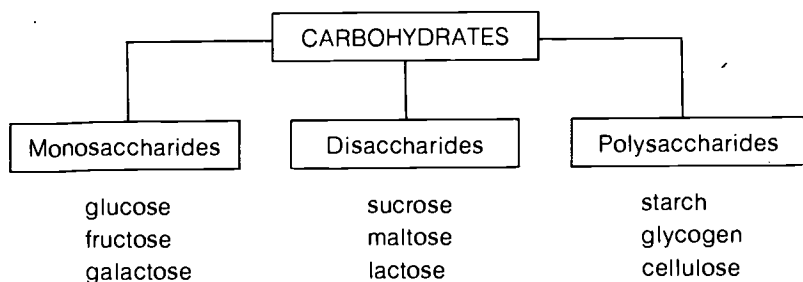 CARBOHYDRATES
Monosaccharides
Disaccharides
Polysaccharides
glucose
sucrose
starch
fructose
maltose
glycogen
galactose
lactose
cellulose